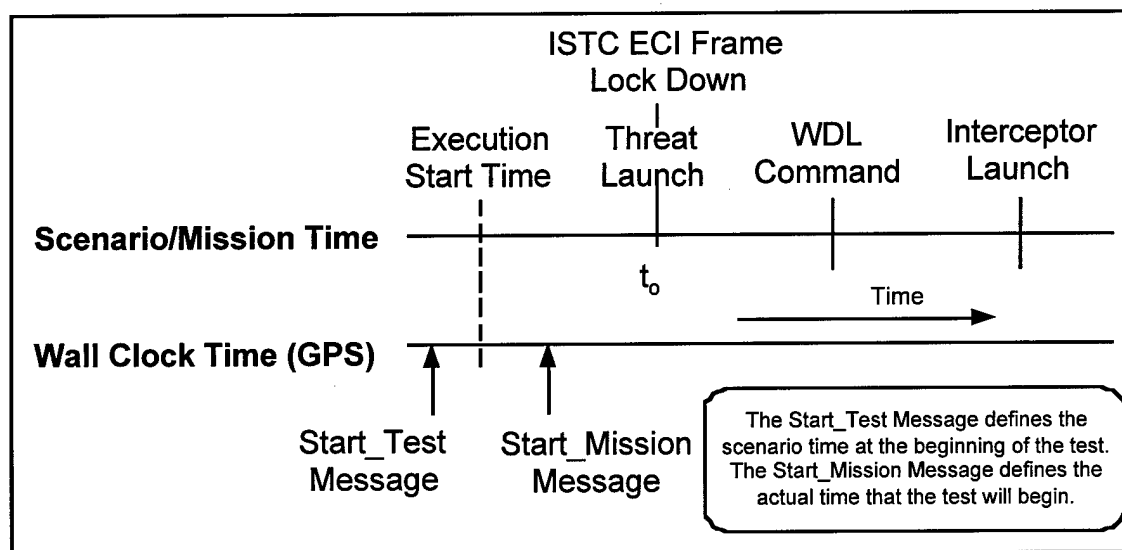 ISTC ECI Frame
Lock Down
Execution
Start Time
Threat
Launch
WDL
Command
Interceptor
Launch
Scenario/Mission Time
to
Time
Wall Clock Time (GPS)
Start_Test
Message
Start_Mission
Message
The Start_Test Message defines the
scenario time at the beginning of the test.
The Start_Mission Message defines the
actual time that the test will begin.